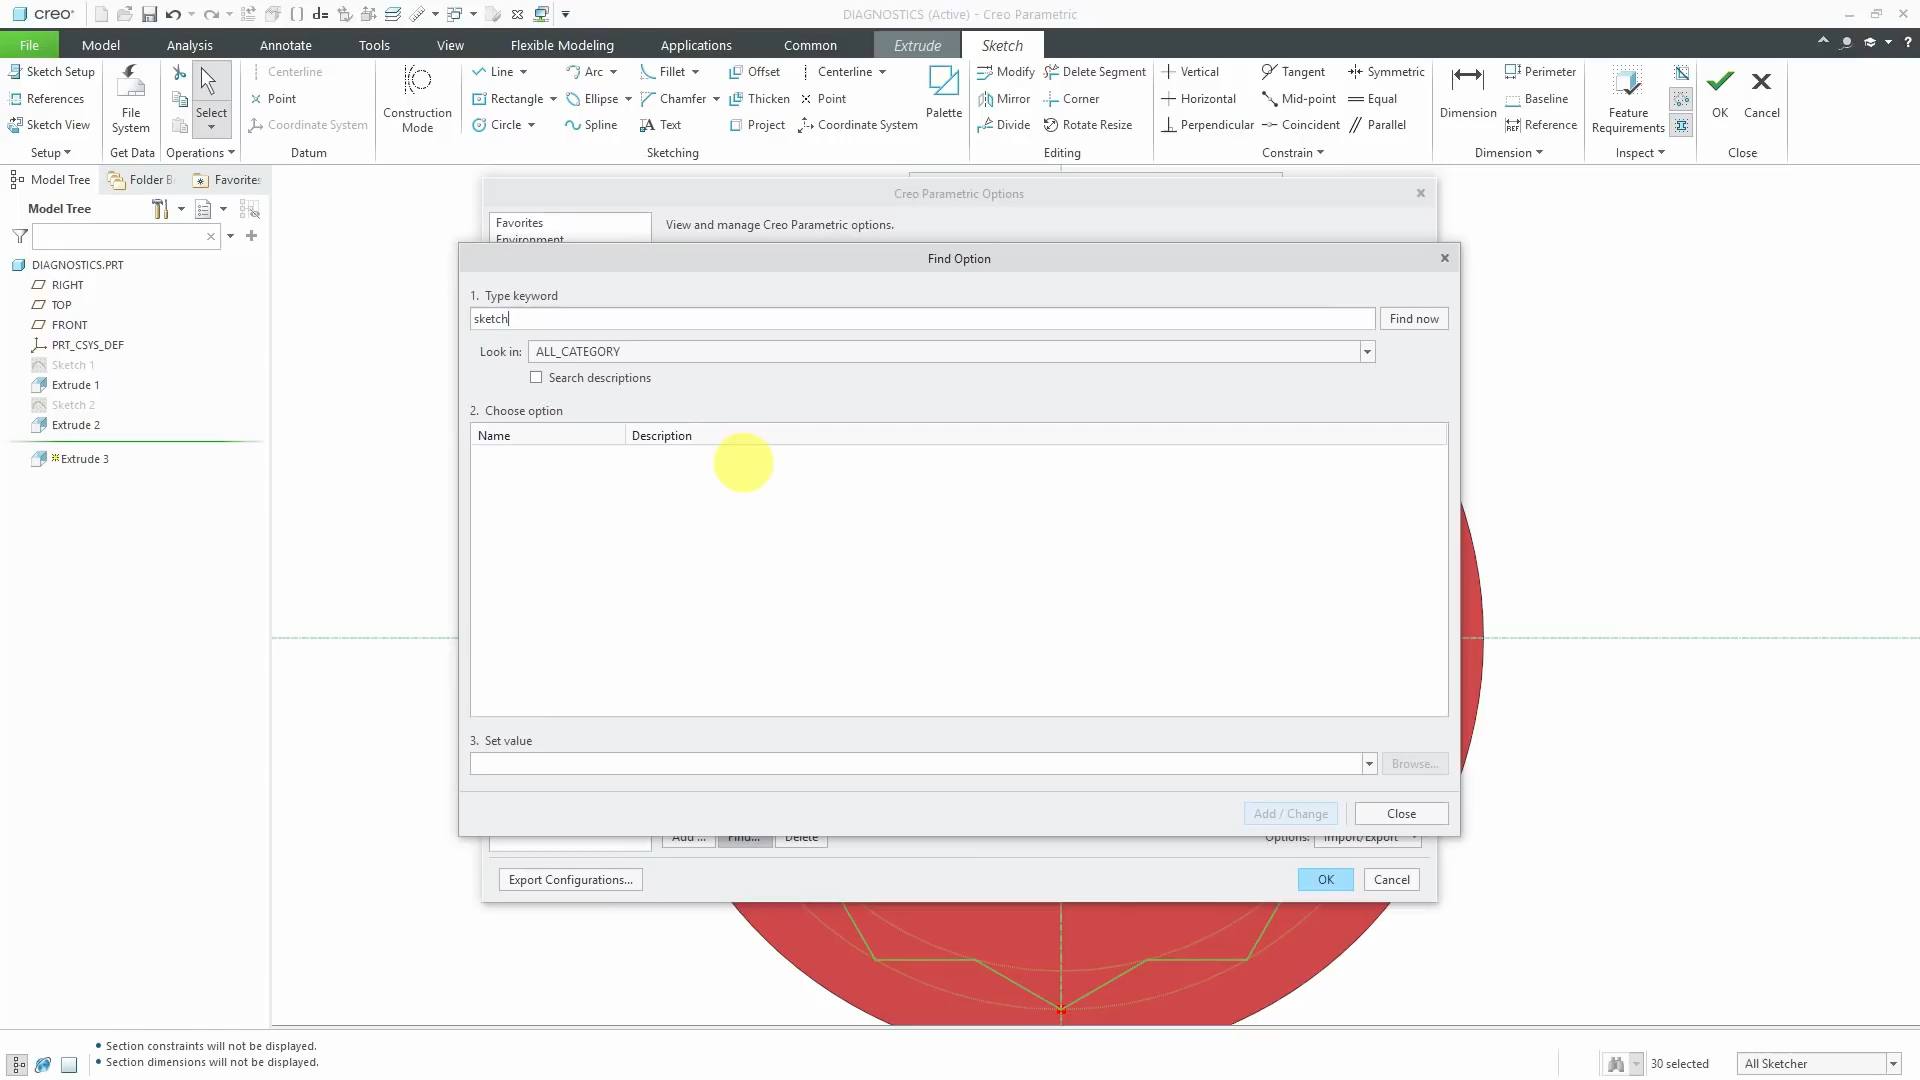 creo
DIAGNOSTICS (Active) - Creo Parametric
File Model Analysis Annotate Tools View Flexible Modeling Applications Common Extrude Sketch
Sketch Setup
References
Sketch View
Setup
File System
Get Data
Select
Operations
Centerline
Point
Coordinate System
Datum
Construction Mode
Line Arc Fillet Offset Centerline
Rectangle Ellipse Chamfer Thicken Point
Circle Spline Text Project Coordinate System
Palette
Sketching
Modify Delete Segment
Mirror Corner
Divide Rotate Resize
Editing
Vertical Tangent Symmetric
Horizontal Mid-point Equal
Perpendicular Coincident Parallel
Constrain
Dimension
Perimeter
Baseline
Reference
Dimension
Feature Requirements
Inspect
OK
Cancel
Close
Model Tree Folder B Favorites
Model Tree
DIAGNOSTICS.PRT
RIGHT
TOP
FRONT
PRT_CSYS_DEF
Sketch 1
Extrude 1
Sketch 2
Extrude 2
Extrude 3
Creo Parametric Options
Favorites
Environment
View and manage Creo Parametric options.
Find Option
1. Type keyword
sketch
Find now
Look in: ALL_CATEGORY
Search descriptions
2. Choose option
Name Description
3. Set value
Browse...
Add / Change Close
Add ... Find... Delete Options: Import/Export
Export Configurations... OK Cancel
Section constraints will not be displayed.
Section dimensions will not be displayed.
30 selected All Sketcher